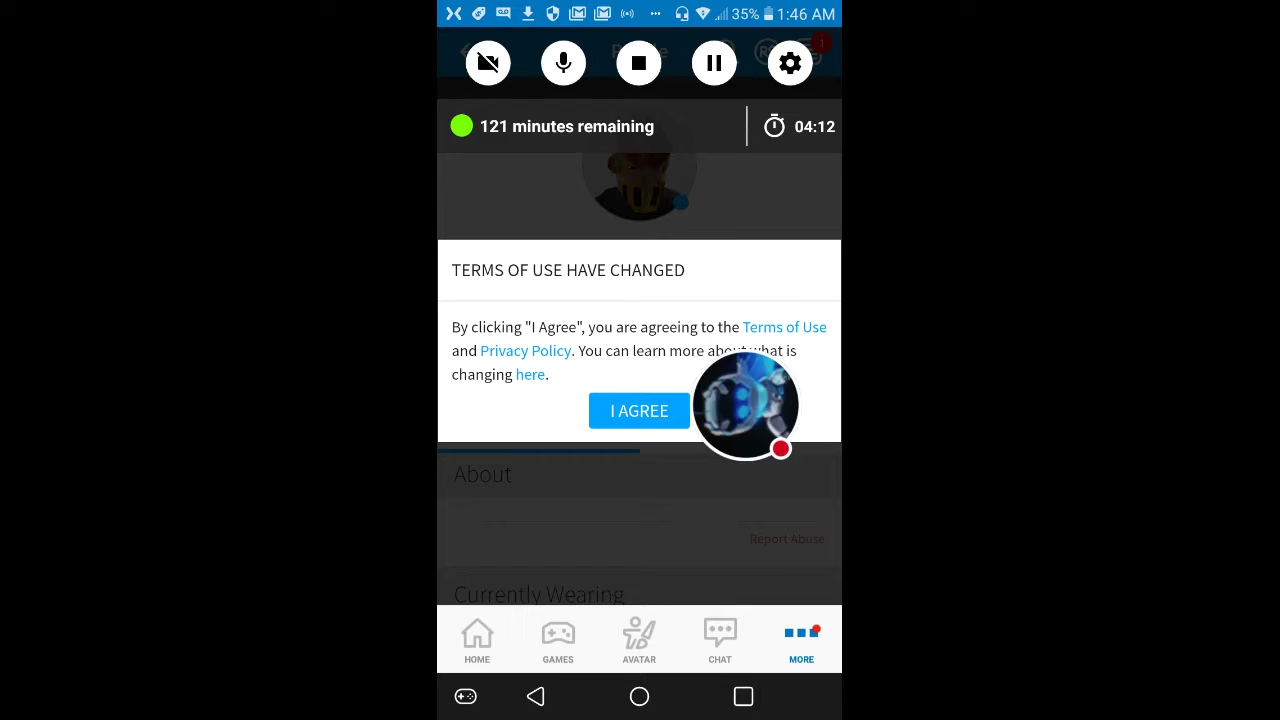 35% 1:46 AM
1
121 minutes remaining 04:12
TERMS OF USE HAVE CHANGED
By clicking "I Agree", you are agreeing to the Terms of Use
and Privacy Policy. You can learn more about what is
changing here.
I AGREE
About
Report Abuse
Currently Wearing
HOME GAMES AVATAR CHAT MORE